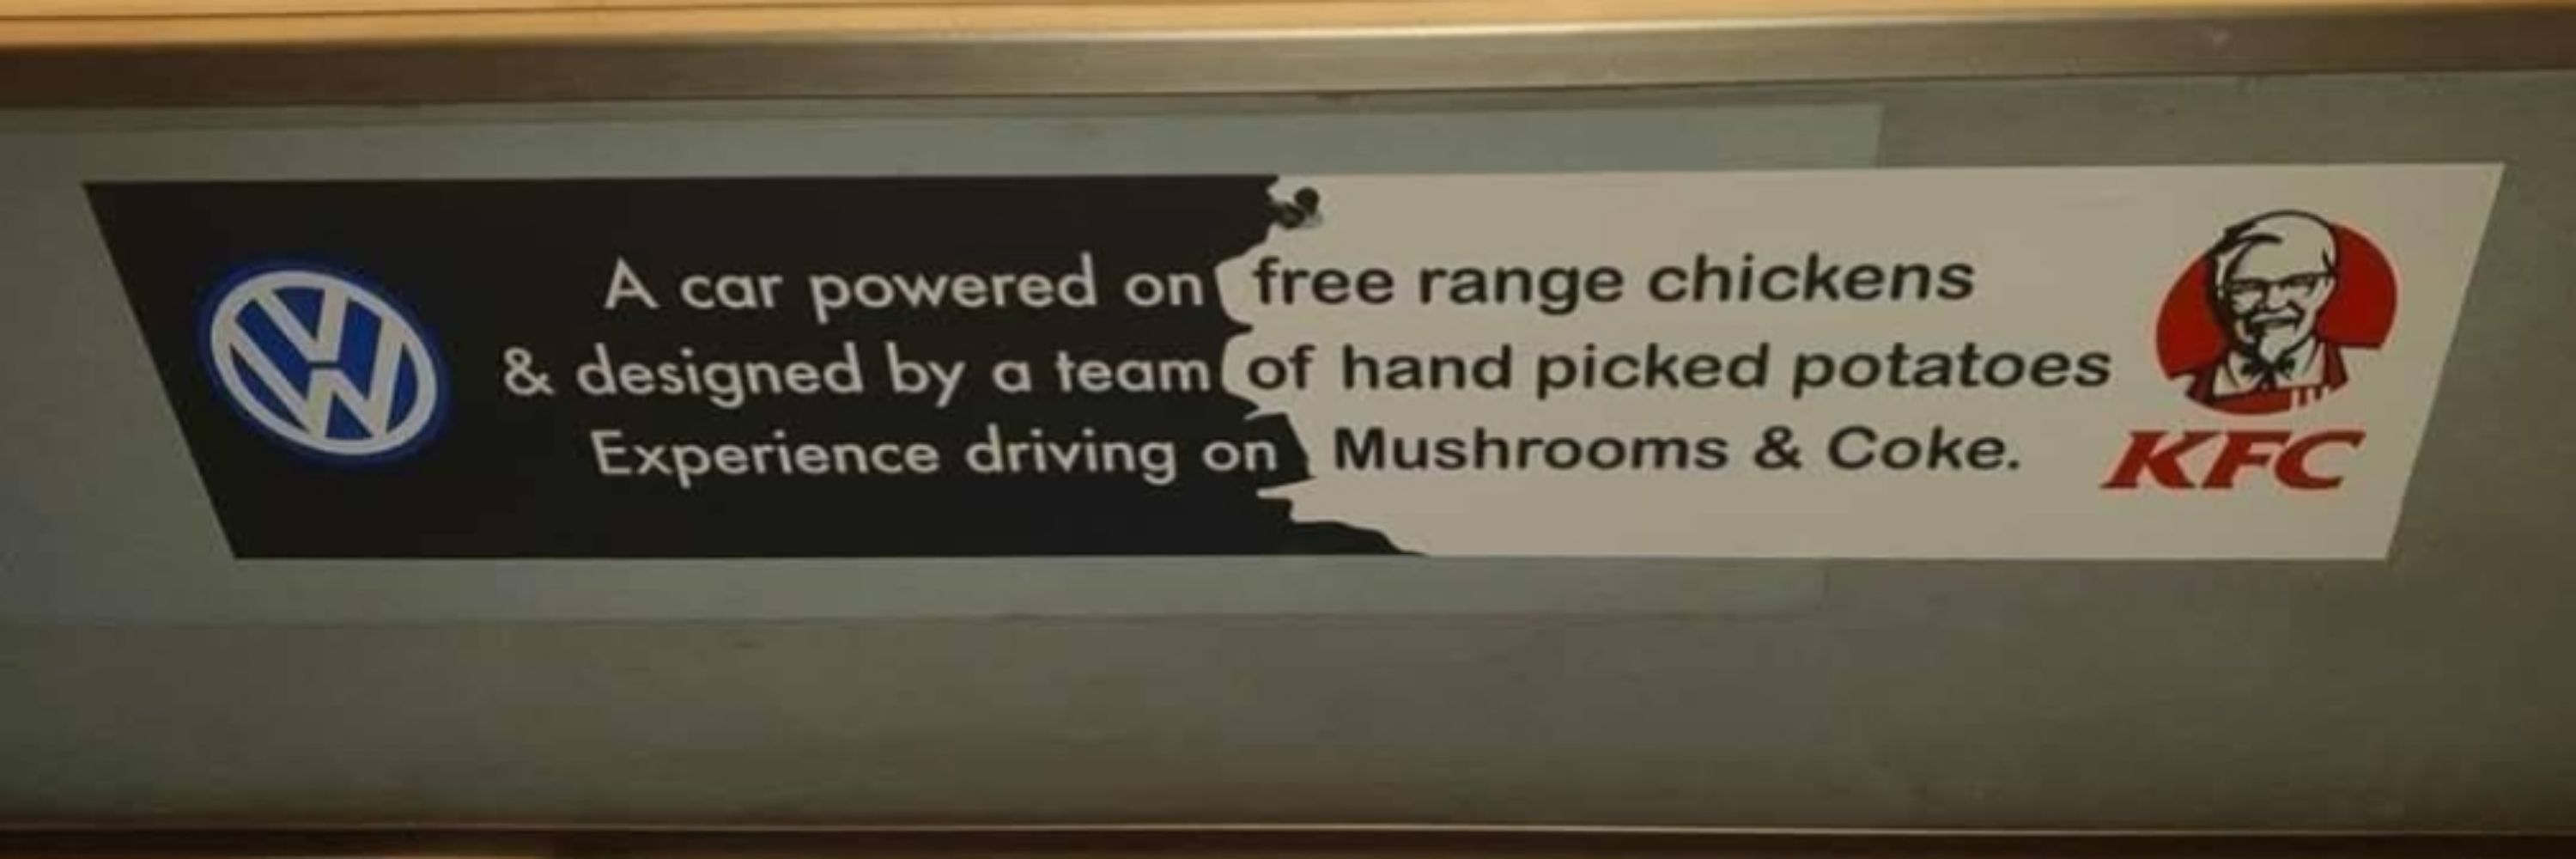 A car powered on free range chickens
& designed by a team of hand picked potatoes
Experience driving on Mushrooms & Coke.
VW
KFC